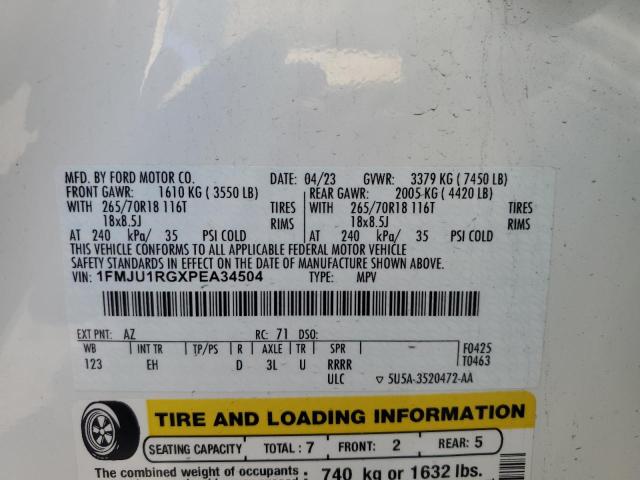 MFD. BY FORD MOTOR CO. DATE: 04/23 GVWR: 3379 KG ( 7450 LB)
FRONT GAWR: 1610 KG ( 3550 LB) REAR GAWR: 2005 KG ( 4420 LB)
WITH 265/70R18 116T TIRES WITH 265/70R18 116T TIRES
18x8.5J RIMS 18x8.5J RIMS
AT 240 kPa/ 35 PSI COLD AT 240 kPa/ 35 PSI COLD
THIS VEHICLE CONFORMS TO ALL APPLICABLE FEDERAL MOTOR VEHICLE
SAFETY STANDARDS IN EFFECT ON THE DATE OF MANUFACTURE SHOWN ABOVE.
VIN: 1FMJU1RGXPEA34504 TYPE: MPV
EXT PNT: AZ RC: 71 DSO:
WB INT TR TP/PS R AXLE TR SPR F0425
123 EH D 3L U RRRR T0463
ULC ▽ 5U5A-3520472-AA
TIRE AND LOADING INFORMATION
SEATING CAPACITY TOTAL : 7 FRONT: 2 REAR: 5
The combined weight of occupants 740 kg or 1632 lbs.